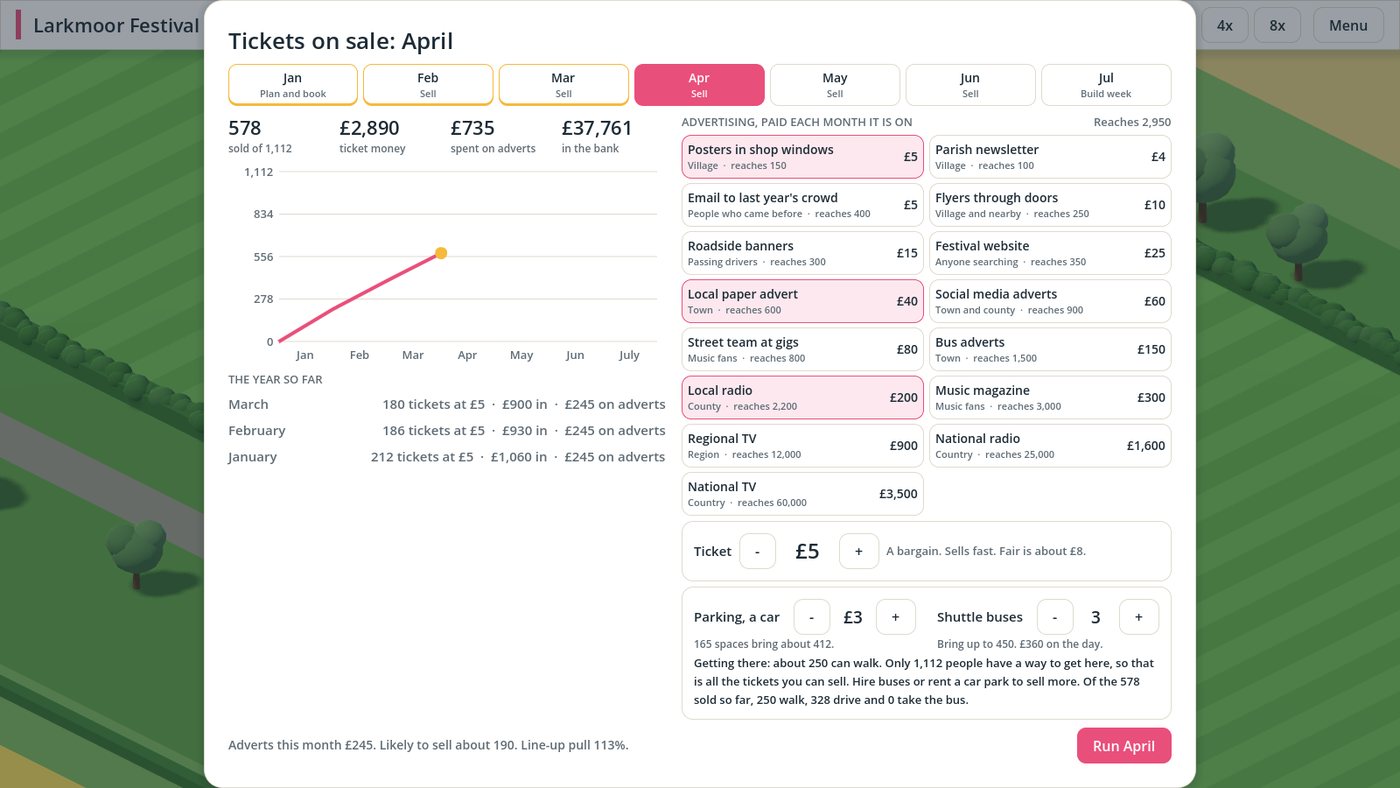 Larkmoor Festival
4x
8x
Menu
Tickets on sale: April
Jan
Plan and book
Feb
Sell
Mar
Sell
Apr
Sell
May
Sell
Jun
Sell
Jul
Build week
578
sold of 1,112
£2,890
ticket money
£735
spent on adverts
£37,761
in the bank
1,112
834
556
278
0
Jan
Feb
Mar
Apr
May
Jun
July
THE YEAR SO FAR
March 180 tickets at £5 · £900 in · £245 on adverts
February 186 tickets at £5 · £930 in · £245 on adverts
January 212 tickets at £5 · £1,060 in · £245 on adverts
ADVERTISING, PAID EACH MONTH IT IS ON
Reaches 2,950
Posters in shop windows £5
Village · reaches 150
Parish newsletter £4
Village · reaches 100
Email to last year's crowd £5
People who came before · reaches 400
Flyers through doors £10
Village and nearby · reaches 250
Roadside banners £15
Passing drivers · reaches 300
Festival website £25
Anyone searching · reaches 350
Local paper advert £40
Town · reaches 600
Social media adverts £60
Town and county · reaches 900
Street team at gigs £80
Music fans · reaches 800
Bus adverts £150
Town · reaches 1,500
Local radio £200
County · reaches 2,200
Music magazine £300
Music fans · reaches 3,000
Regional TV £900
Region · reaches 12,000
National radio £1,600
Country · reaches 25,000
National TV £3,500
Country · reaches 60,000
Ticket - £5 + A bargain. Sells fast. Fair is about £8.
Parking, a car - £3 +
165 spaces bring about 412.
Shuttle buses - 3 +
Bring up to 450. £360 on the day.
Getting there: about 250 can walk. Only 1,112 people have a way to get here, so that
is all the tickets you can sell. Hire buses or rent a car park to sell more. Of the 578
sold so far, 250 walk, 328 drive and 0 take the bus.
Adverts this month £245. Likely to sell about 190. Line-up pull 113%.
Run April